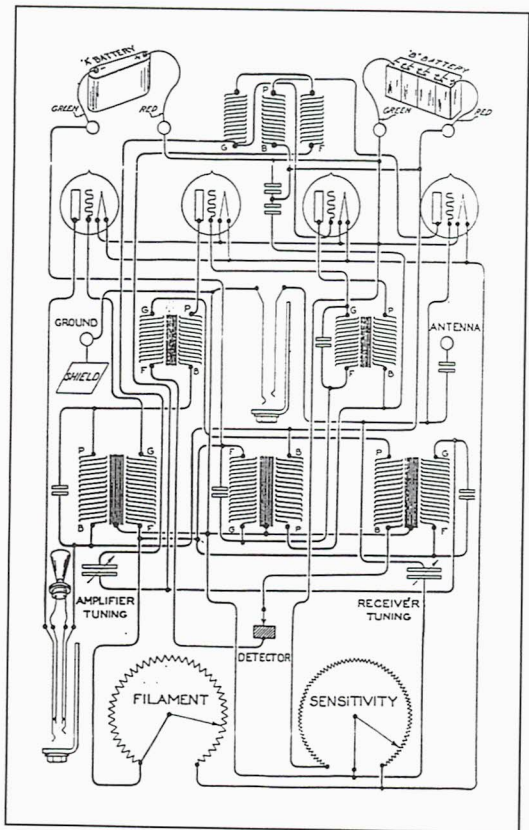 "A" BATTERY
"B" BATTERY
GREEN
RED
GREEN
RED
P
G
B
F
GROUND
SHIELD
G
P
F
B
G
P
F
B
ANTENNA
P
G
B
F
F
B
G
P
P
G
B
F
AMPLIFIER
TUNING
RECEIVER
TUNING
DETECTOR
FILAMENT
SENSITIVITY